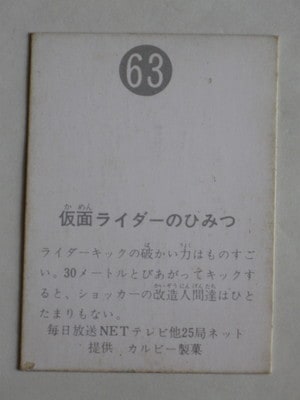 63
仮面ライダーのひみつ
ライダーキックの破かい力はものすご
い。30メートルとびあがってキックす
ると、ショッカーの改造人間達はひと
たまりもない。
毎日放送NETテレビ他25局ネット
提供 カルビー製菓